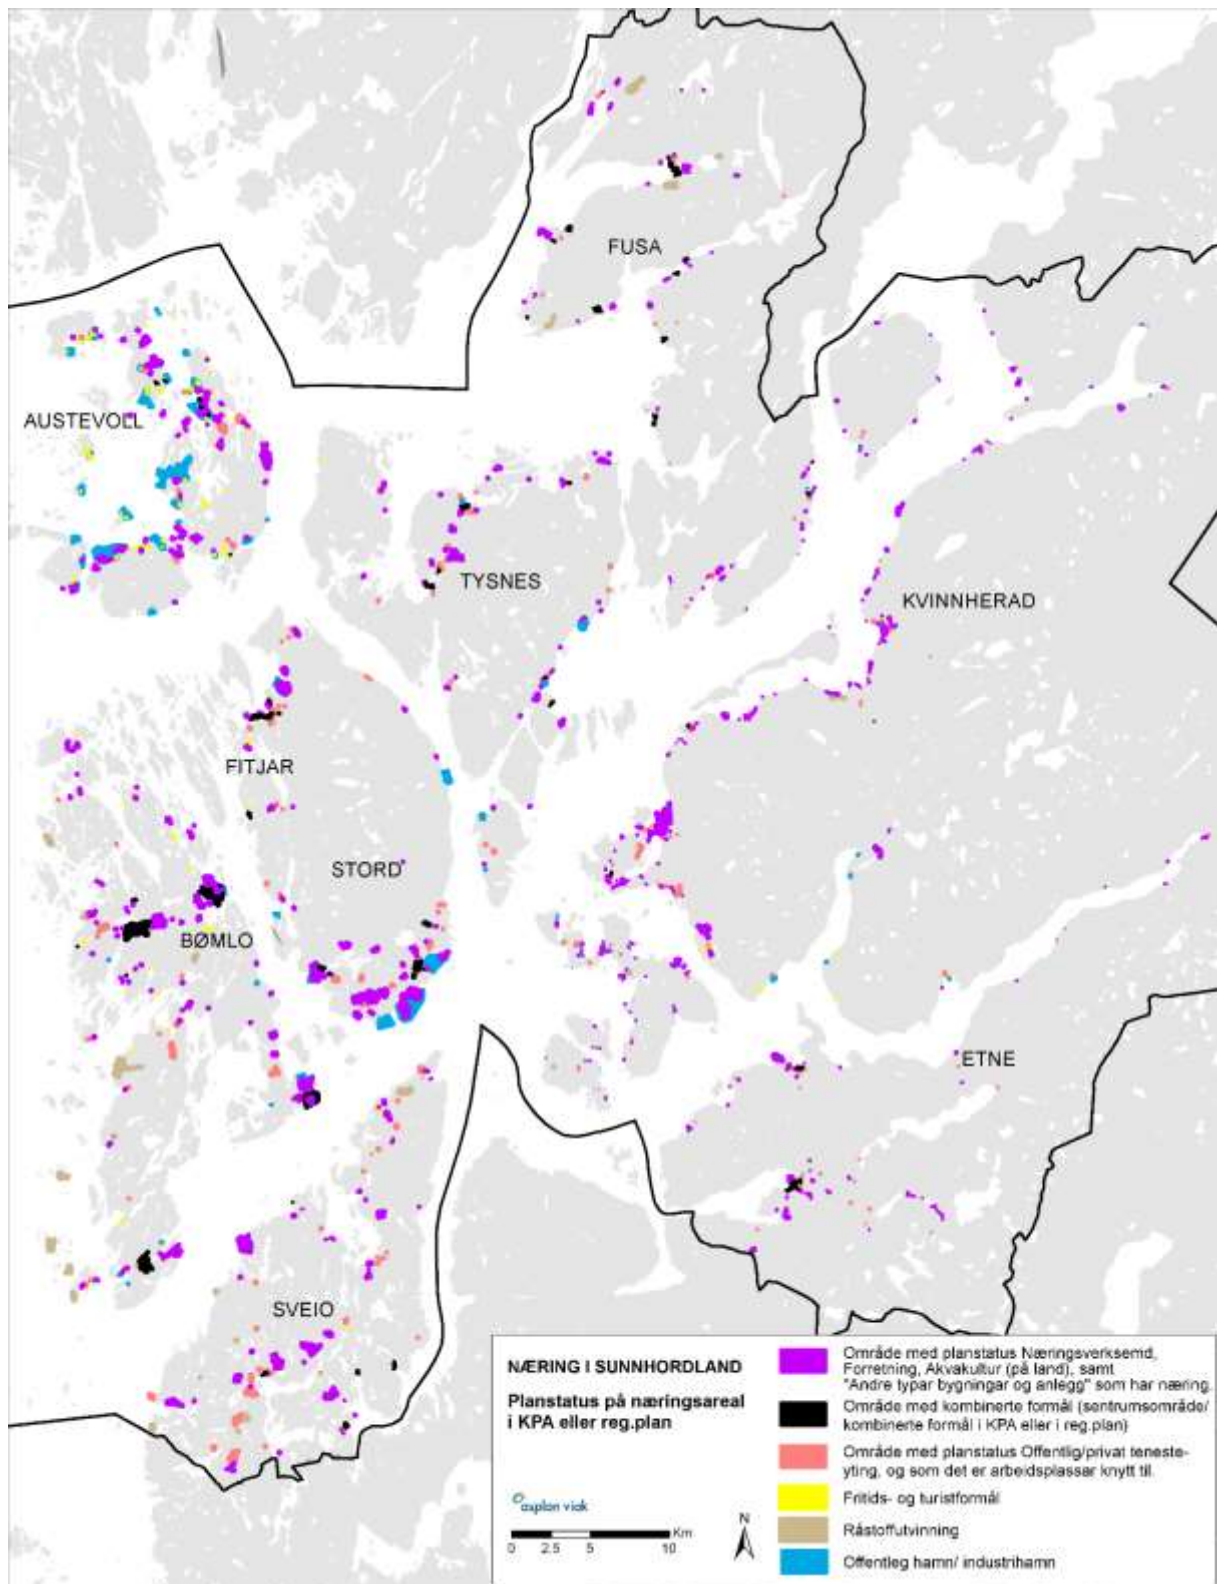 FUSA
AUSTEVOLL
TYSNES
KVINNHERAD
FITJAR
STORD
BØMLO
ETNE
SVEIO
NÆRING I SUNNHORDLAND
Planstatus på næringsareal
i KPA eller reg.plan
asplan viak
Km
0 2.5 5 10
N
Område med planstatus Næringsverksemd,
Forretning, Akvakultur (på land), samt
"Andre typar bygningar og anlegg" som har næring.
Område med kombinerte formål (sentrumsområde/
kombinerte formål i KPA eller i reg.plan)
Område med planstatus Offentlig/privat teneste-
yting, og som det er arbeidsplassar knytt til.
Fritids- og turistformål
Råstoffutvinning
Offentleg hamn/ industrihamn